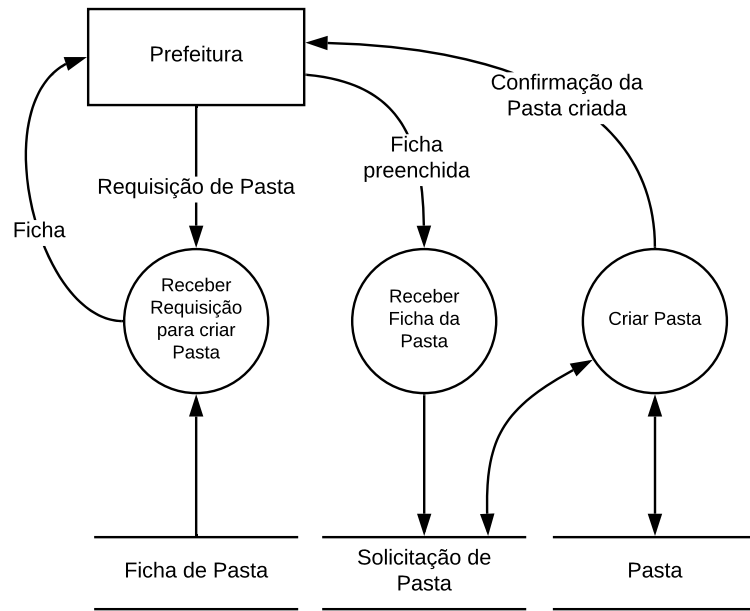 Prefeitura
Confirmação da
Pasta criada
Ficha
preenchida
Requisição de Pasta
Ficha
Receber
Requisição
para criar
Pasta
Receber
Ficha da
Pasta
Criar Pasta
Ficha de Pasta
Solicitação de
Pasta
Pasta